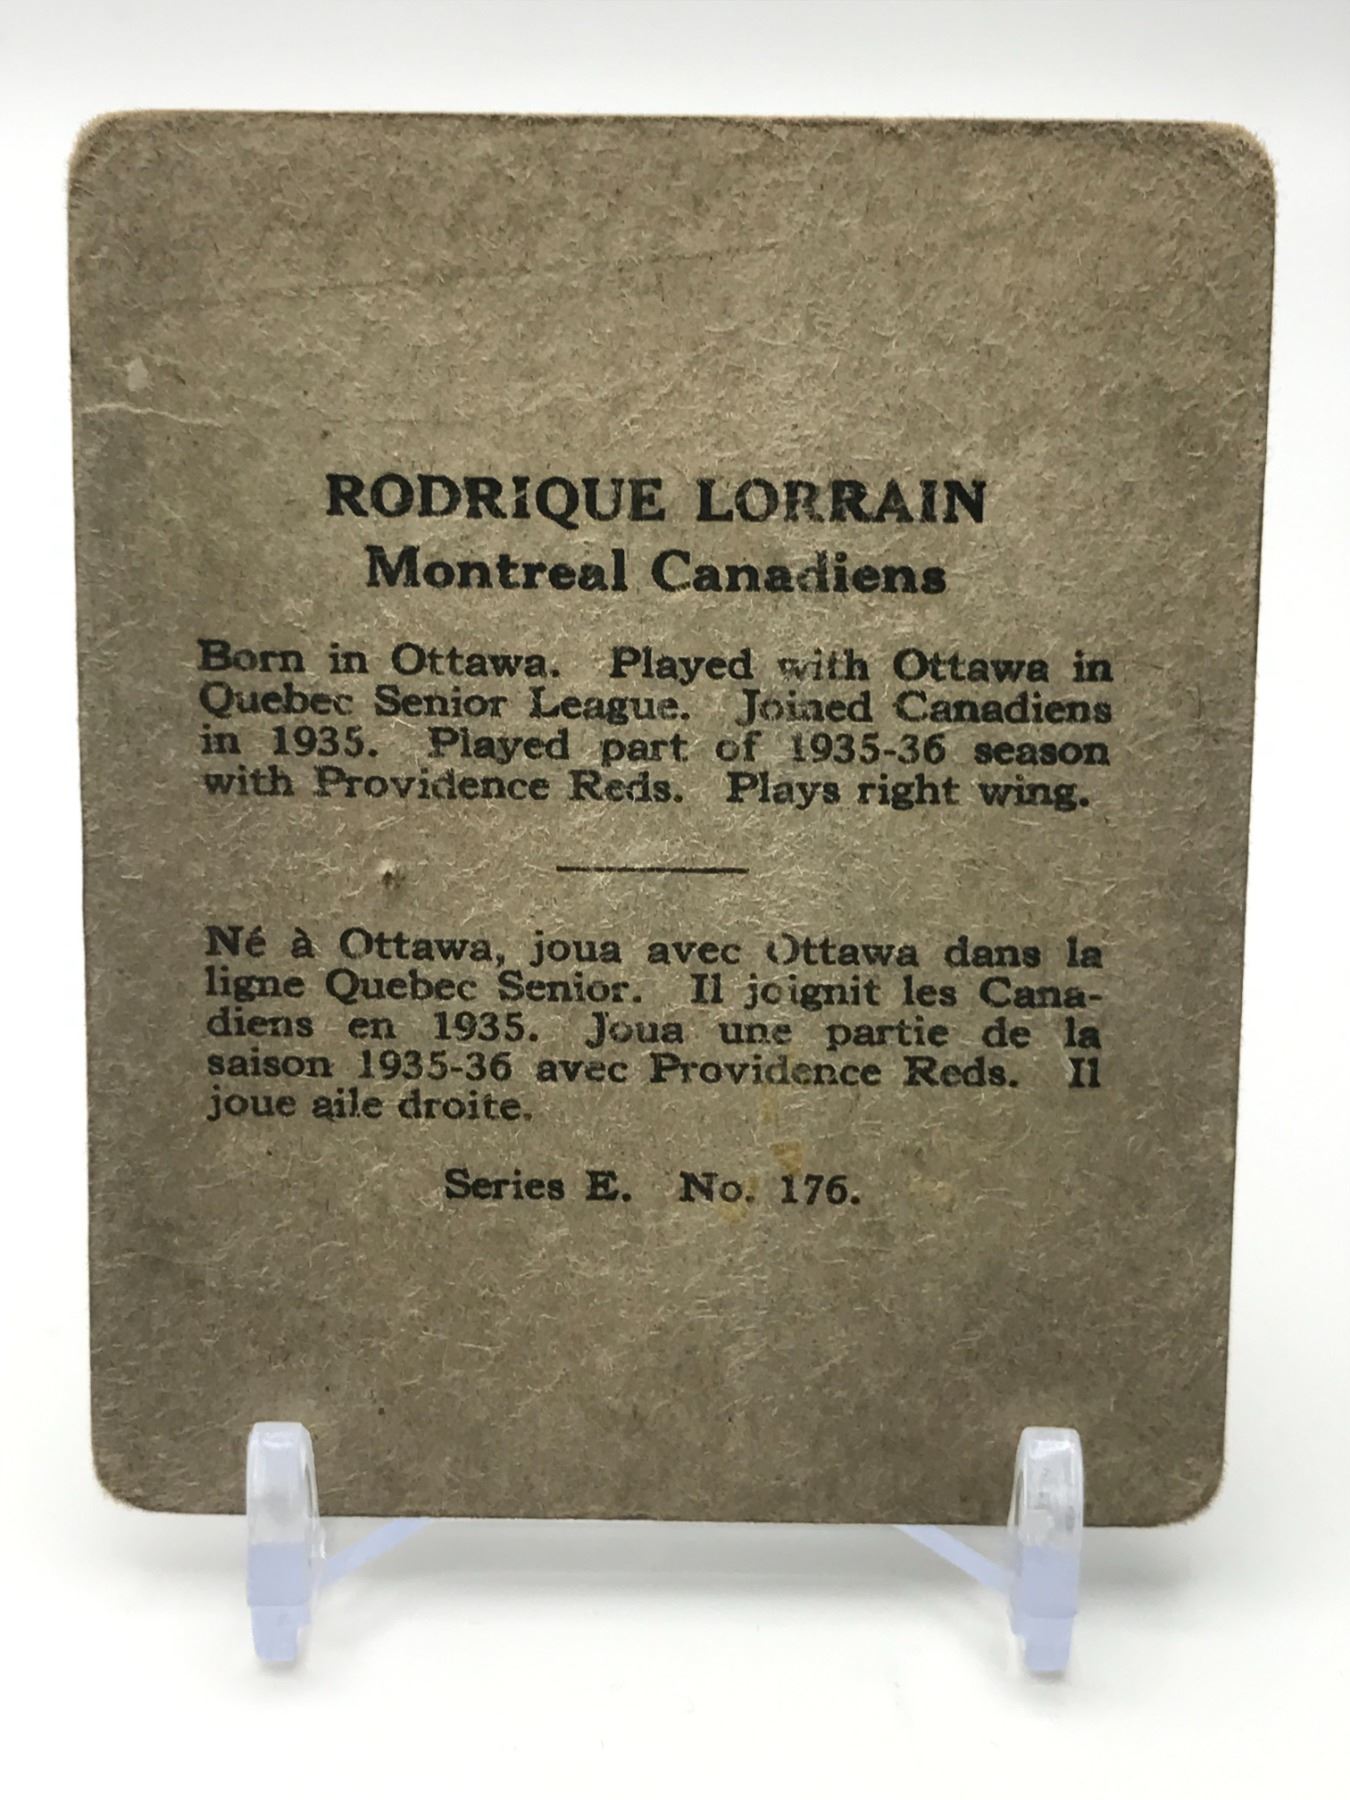 RODRIQUE LORRAIN
Montreal Canadiens
Born in Ottawa. Played with Ottawa in
Quebec Senior League. Joined Canadiens
in 1935. Played part of 1935-36 season
with Providence Reds. Plays right wing.
Né à Ottawa, joua avec Ottawa dans la
ligne Quebec Senior. Il joignit les Cana-
diens en 1935. Joua une partie de la
saison 1935-36 avec Providence Reds. Il
joue aile droite.
Series E. No. 176.